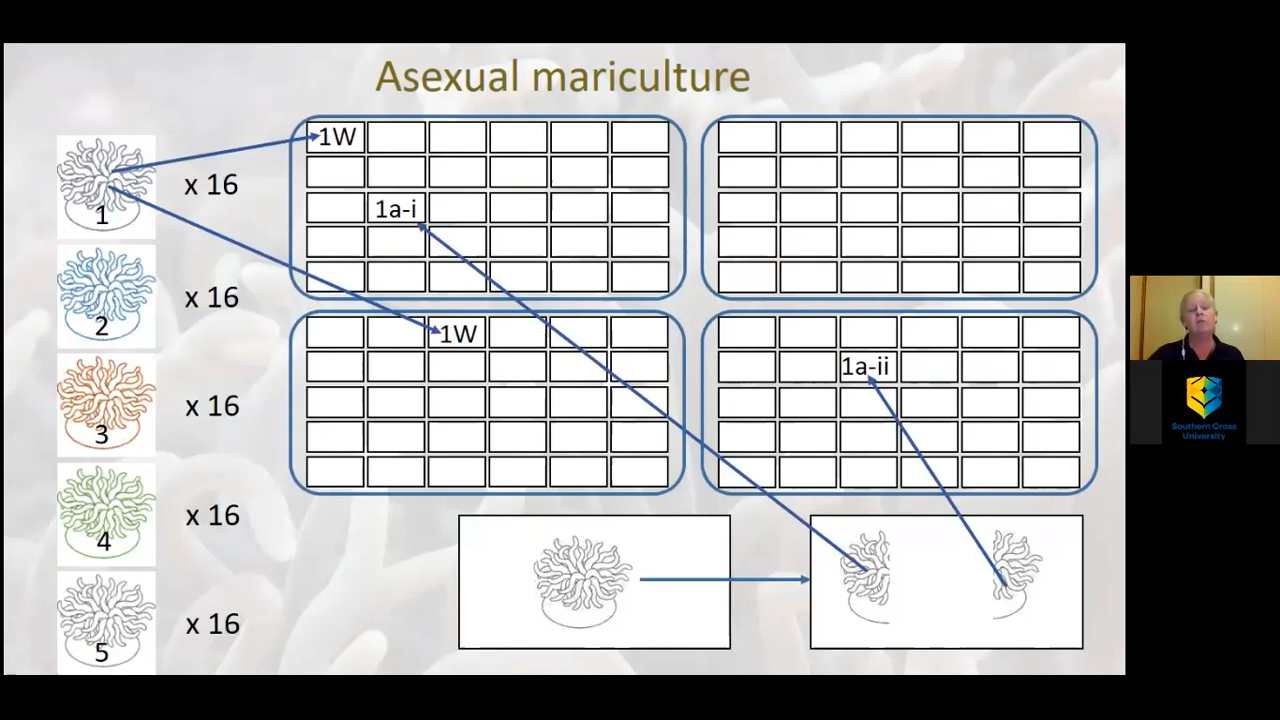 Asexual mariculture
1
x 16
2
x 16
3
x 16
4
x 16
5
x 16
1W
1a-i
1W
1a-ii
Southern Cross
University